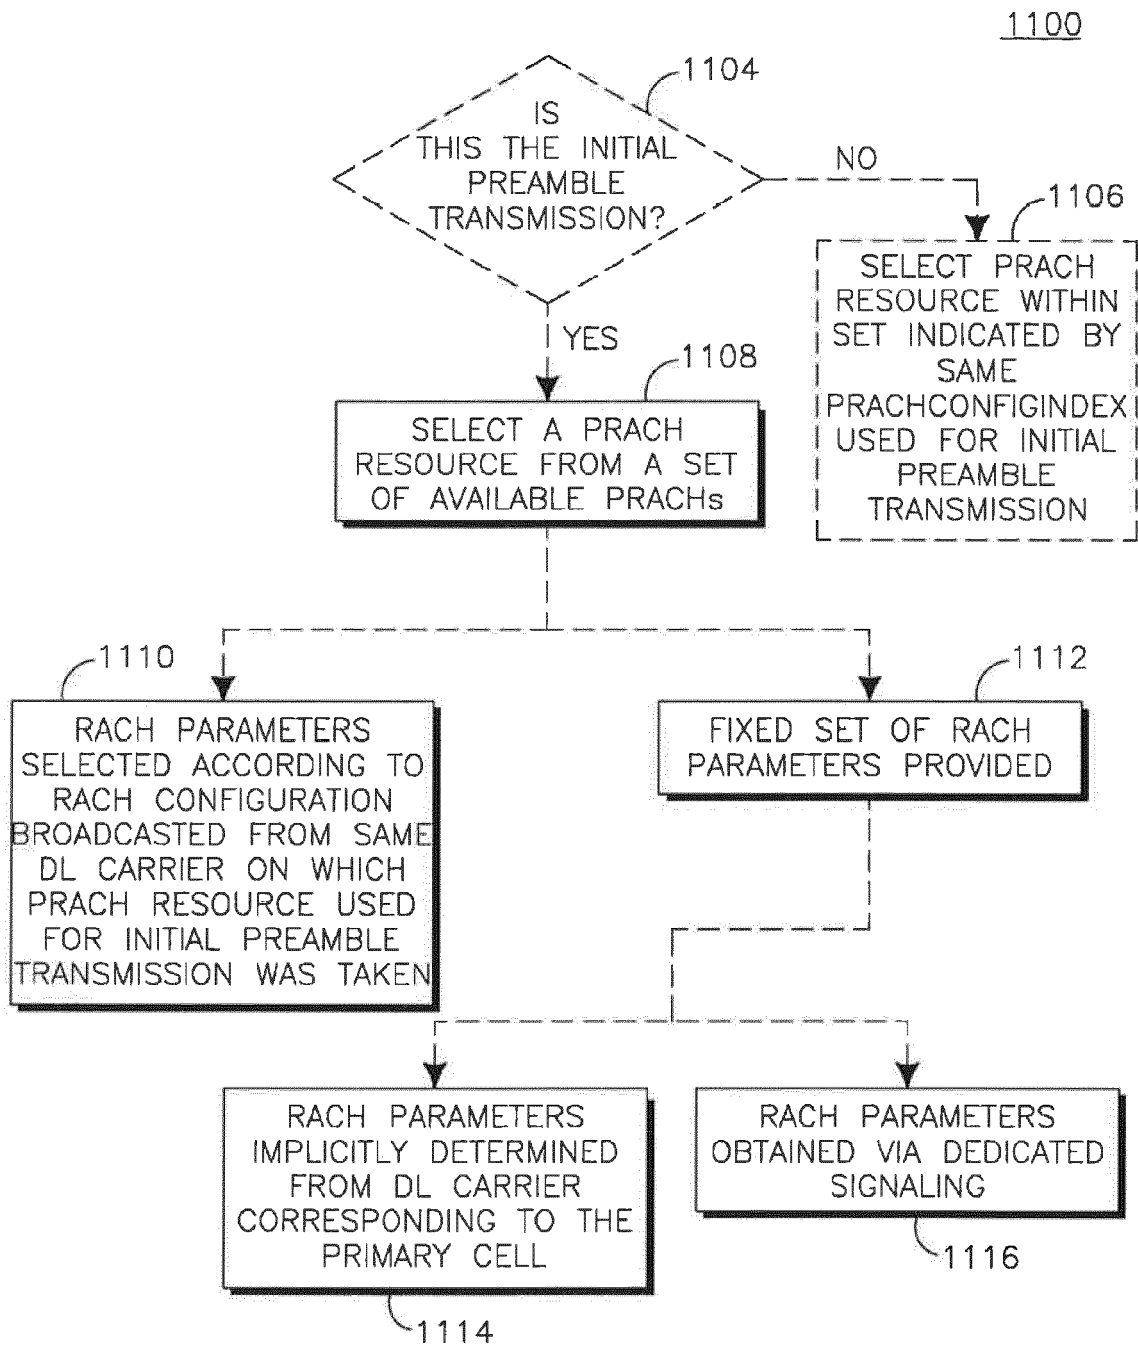 1100
1104
IS
THIS THE INITIAL
PREAMBLE
TRANSMISSION?
NO
1106
SELECT PRACH
RESOURCE WITHIN
SET INDICATED BY
SAME
PRACHCONFIGINDEX
USED FOR INITIAL
PREAMBLE
TRANSMISSION
YES
1108
SELECT A PRACH
RESOURCE FROM A SET
OF AVAILABLE PRACHs
1110
RACH PARAMETERS
SELECTED ACCORDING TO
RACH CONFIGURATION
BROADCASTED FROM SAME
DL CARRIER ON WHICH
PRACH RESOURCE USED
FOR INITIAL PREAMBLE
TRANSMISSION WAS TAKEN
1112
FIXED SET OF RACH
PARAMETERS PROVIDED
RACH PARAMETERS
IMPLICITLY DETERMINED
FROM DL CARRIER
CORRESPONDING TO THE
PRIMARY CELL
1114
RACH PARAMETERS
OBTAINED VIA DEDICATED
SIGNALING
1116